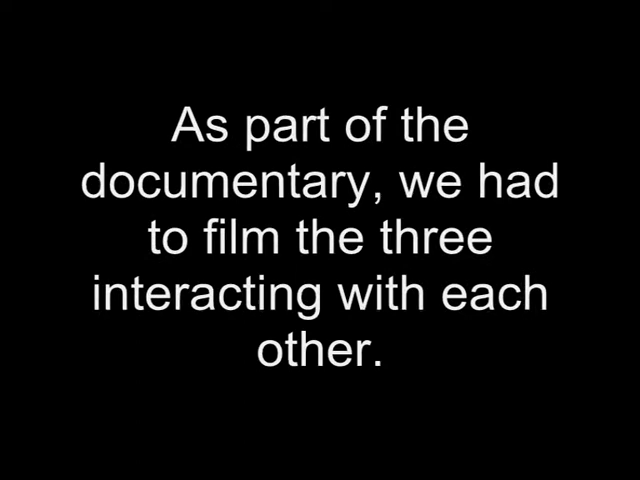 As part of the
documentary, we had
to film the three
interacting with each
other.